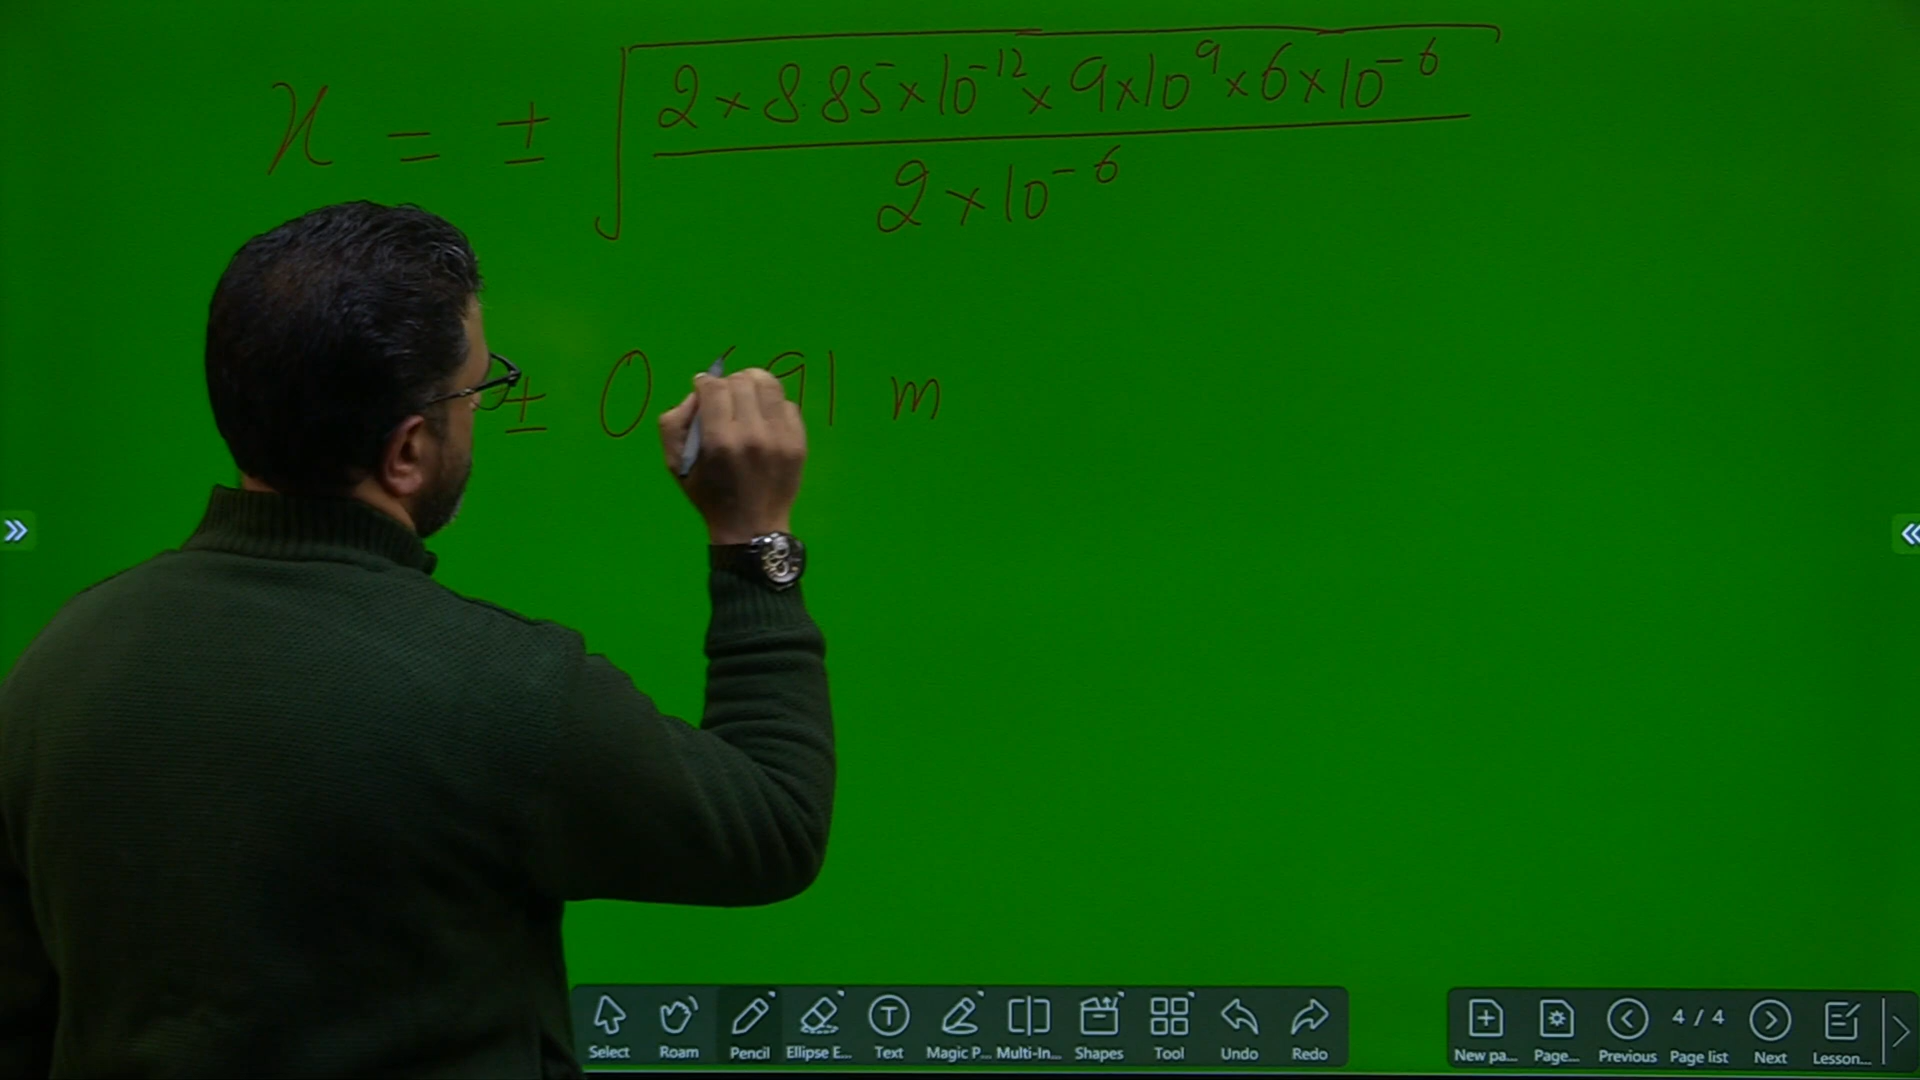 x = ± √ 2 × 8.85 × 10⁻¹² × 9 × 10⁹ × 6 × 10⁻⁶
2 × 10⁻⁶
± 0 91 m
Select Roam Pencil Ellipse E... Text Magic P... Multi-In... Shapes Tool Undo Redo New pa... Page... Previous 4 / 4 Page list Next Lesson...